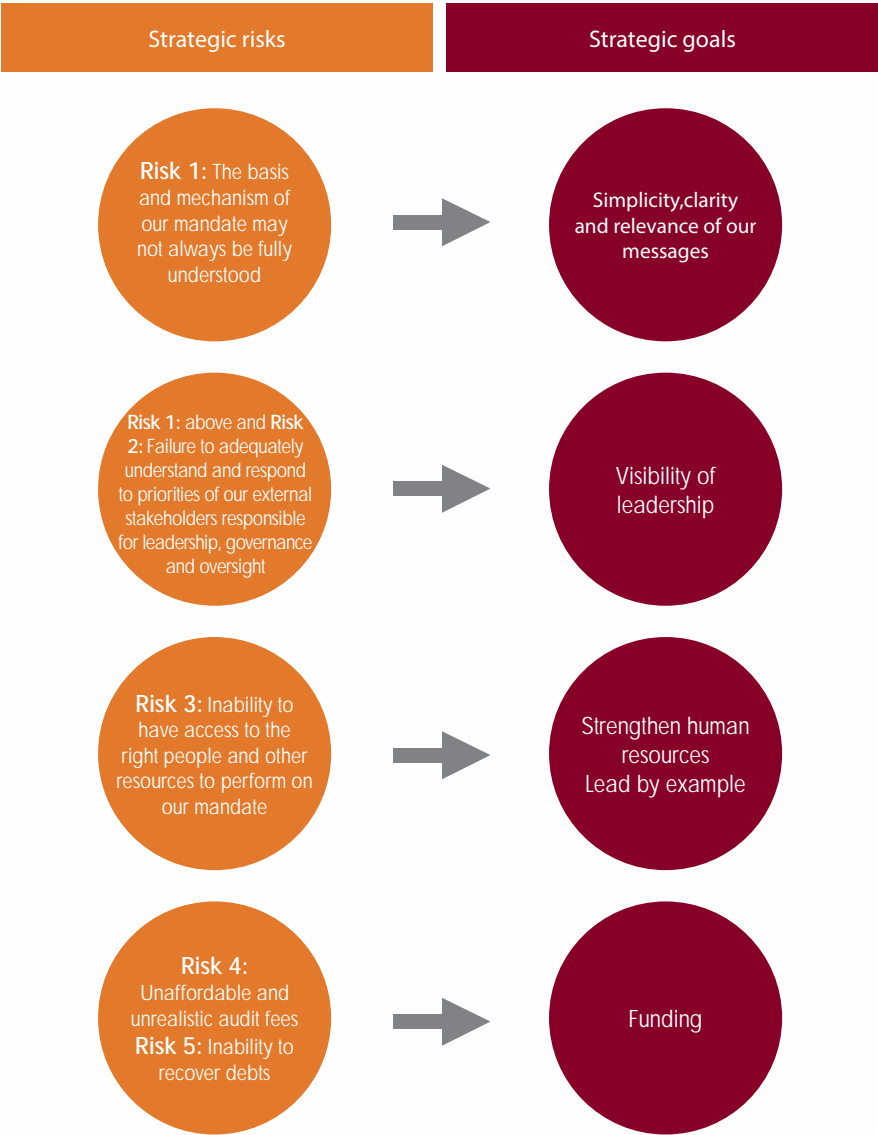 Strategic risks
Strategic goals
Risk 1: The basis
and mechanism of
our mandate may
not always be fully
understood
Simplicity,clarity
and relevance of our
messages
Risk 1: above and Risk
2: Failure to adequately
understand and respond
to priorities of our external
stakeholders responsible
for leadership, governance
and oversight
Visibility of
leadership
Risk 3: Inability to
have access to the
right people and other
resources to perform on
our mandate
Strengthen human
resources
Lead by example
Risk 4:
Unaffordable and
unrealistic audit fees
Risk 5: Inability to
recover debts
Funding